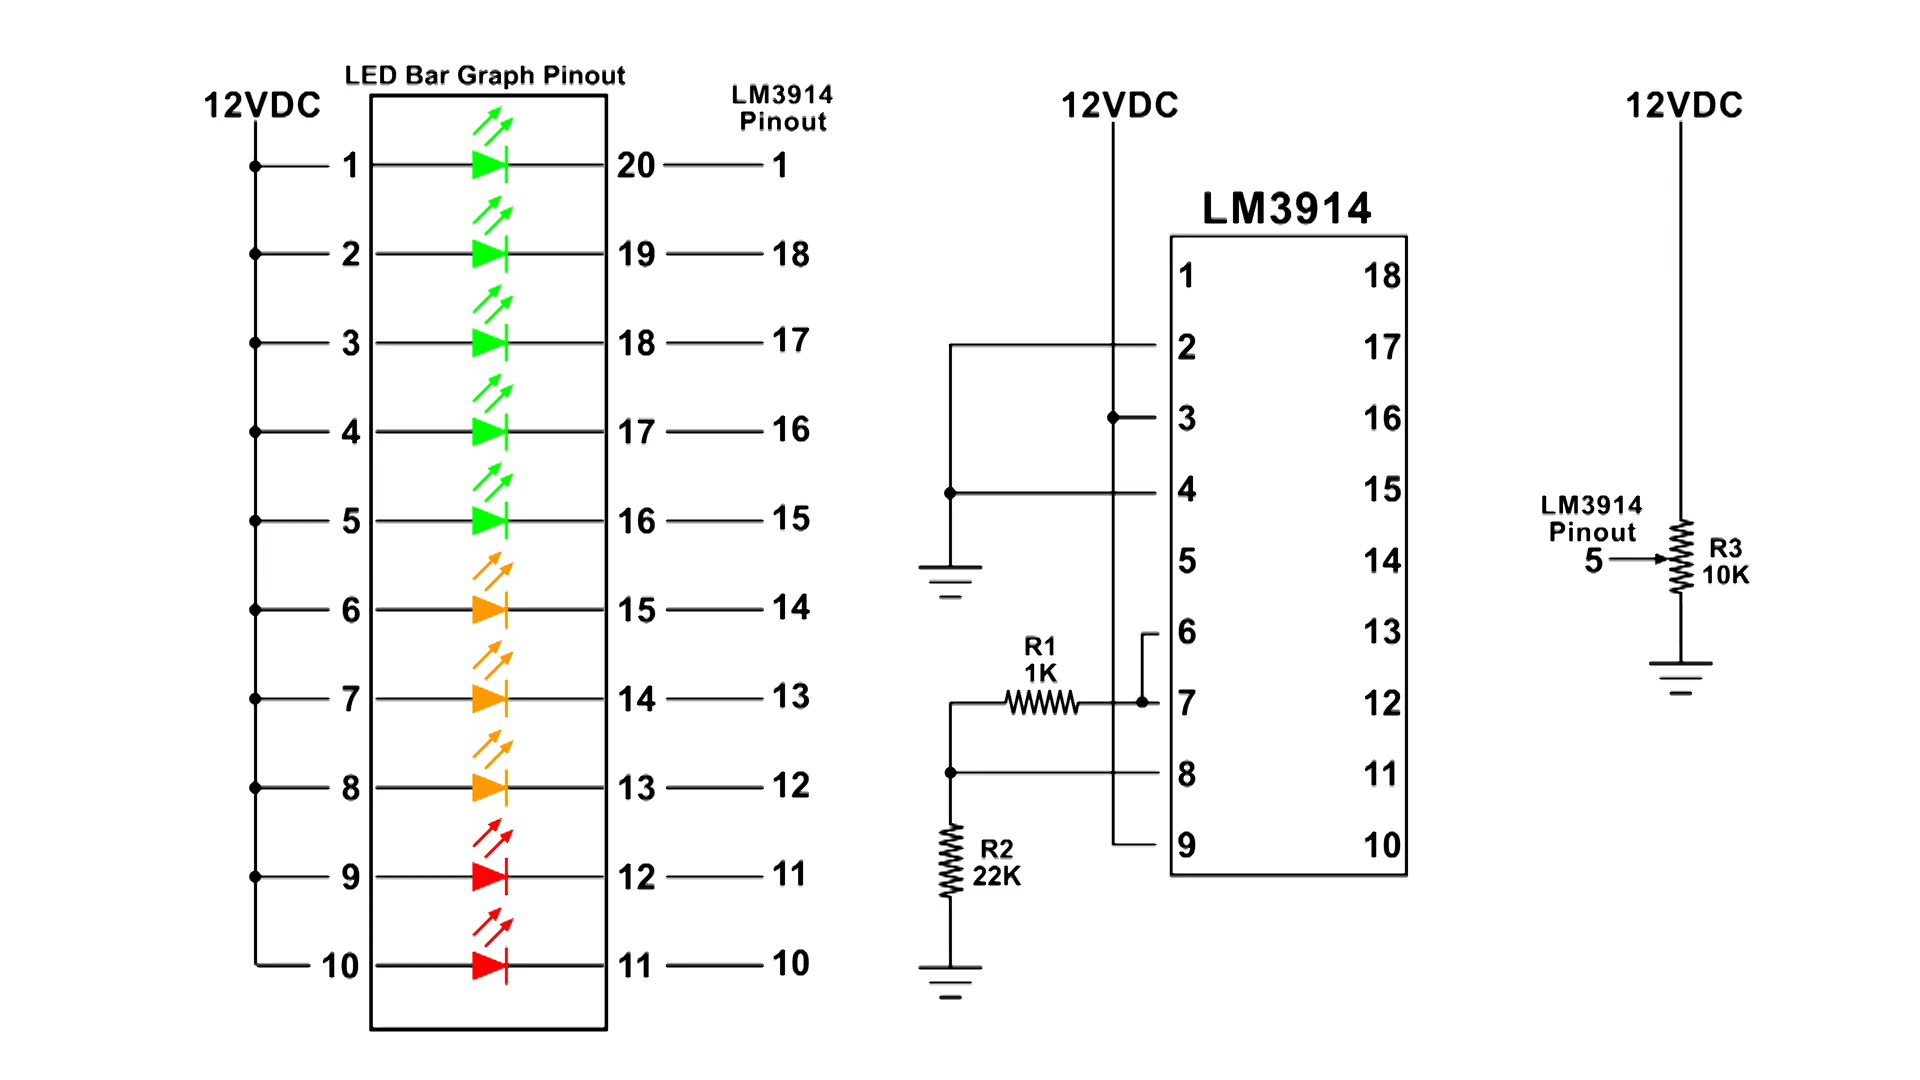 LED Bar Graph Pinout
12VDC
LM3914
Pinout
1 20 1
2 19 18
3 18 17
4 17 16
5 16 15
6 15 14
7 14 13
8 13 12
9 12 11
10 11 10
12VDC
LM3914
1 18
2 17
3 16
4 15
5 14
6 13
7 12
8 11
9 10
R1
1K
R2
22K
12VDC
LM3914
Pinout
5
R3
10K